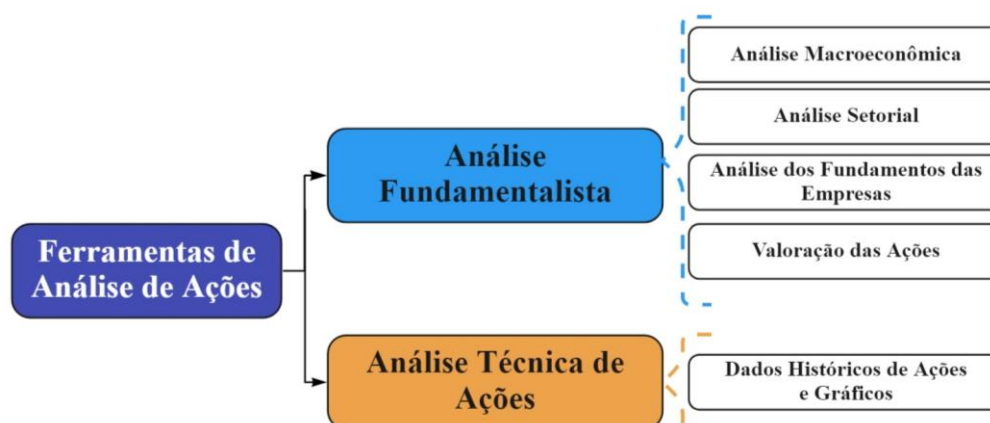 Ferramentas de
Análise de Ações
Análise
Fundamentalista
Análise Macroeconômica
Análise Setorial
Análise dos Fundamentos das
Empresas
Valoração das Ações
Análise Técnica de
Ações
Dados Históricos de Ações
e Gráficos